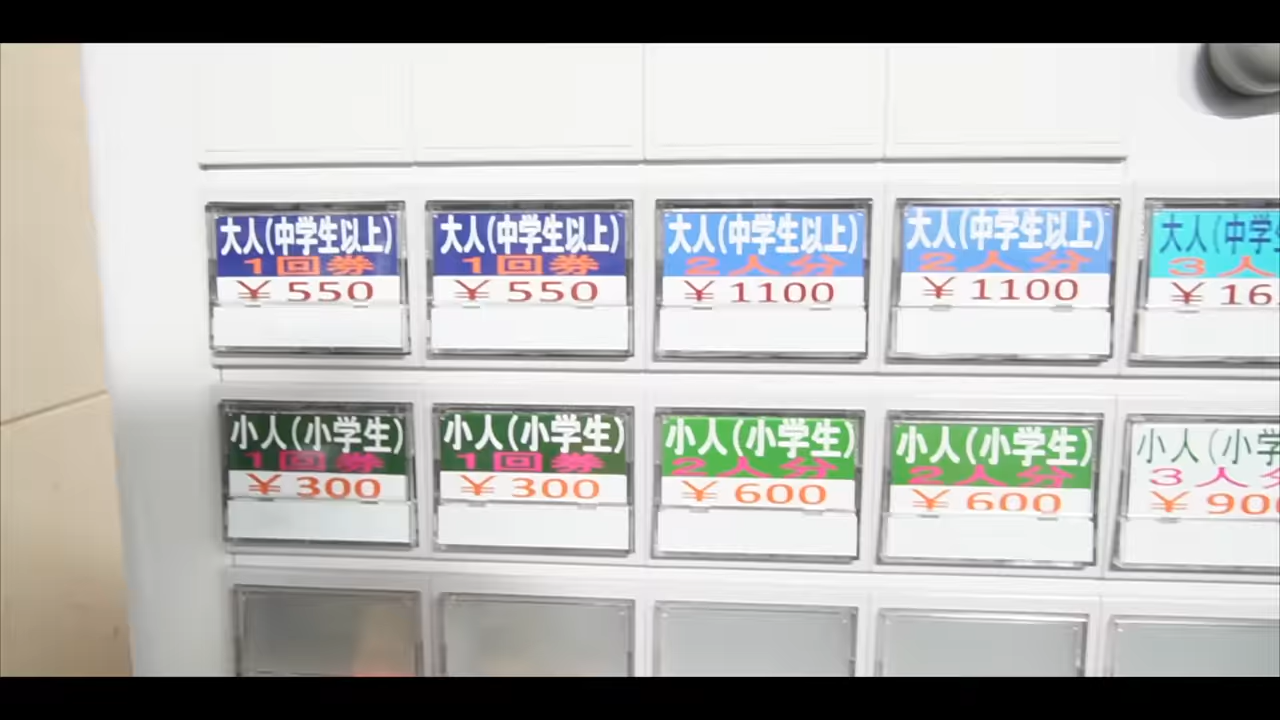 大人(中学生以上)
1回券
¥ 550
大人(中学生以上)
1回券
¥ 550
大人(中学生以上)
2人分
¥ 1100
大人(中学生以上)
2人分
¥ 1100
大人(中学
3人
¥ 16
小人(小学生)
1回券
¥ 300
小人(小学生)
1回券
¥ 300
小人(小学生)
2人分
¥ 600
小人(小学生)
2人分
¥ 600
小人(小学
3人
¥ 900